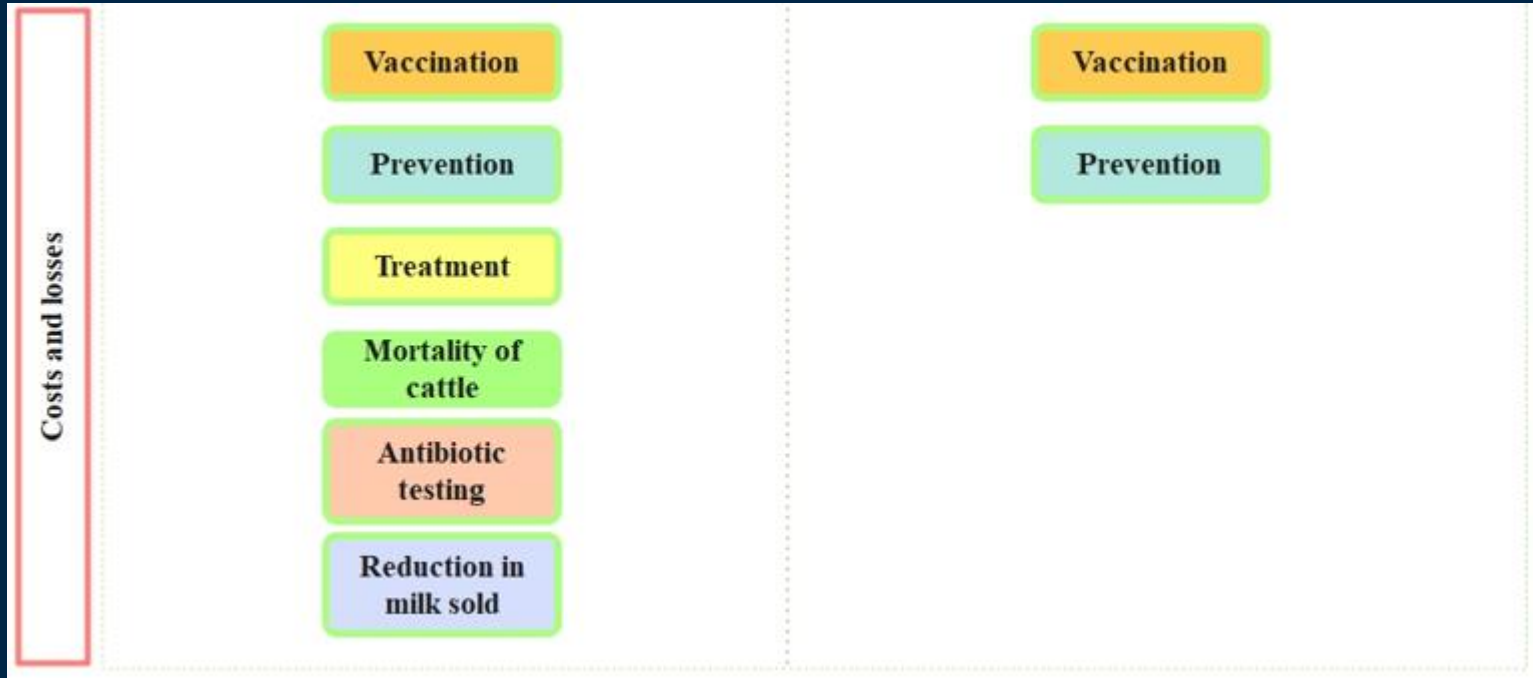 Costs and losses
Vaccination
Prevention
Treatment
Mortality of
cattle
Antibiotic
testing
Reduction in
milk sold
Vaccination
Prevention